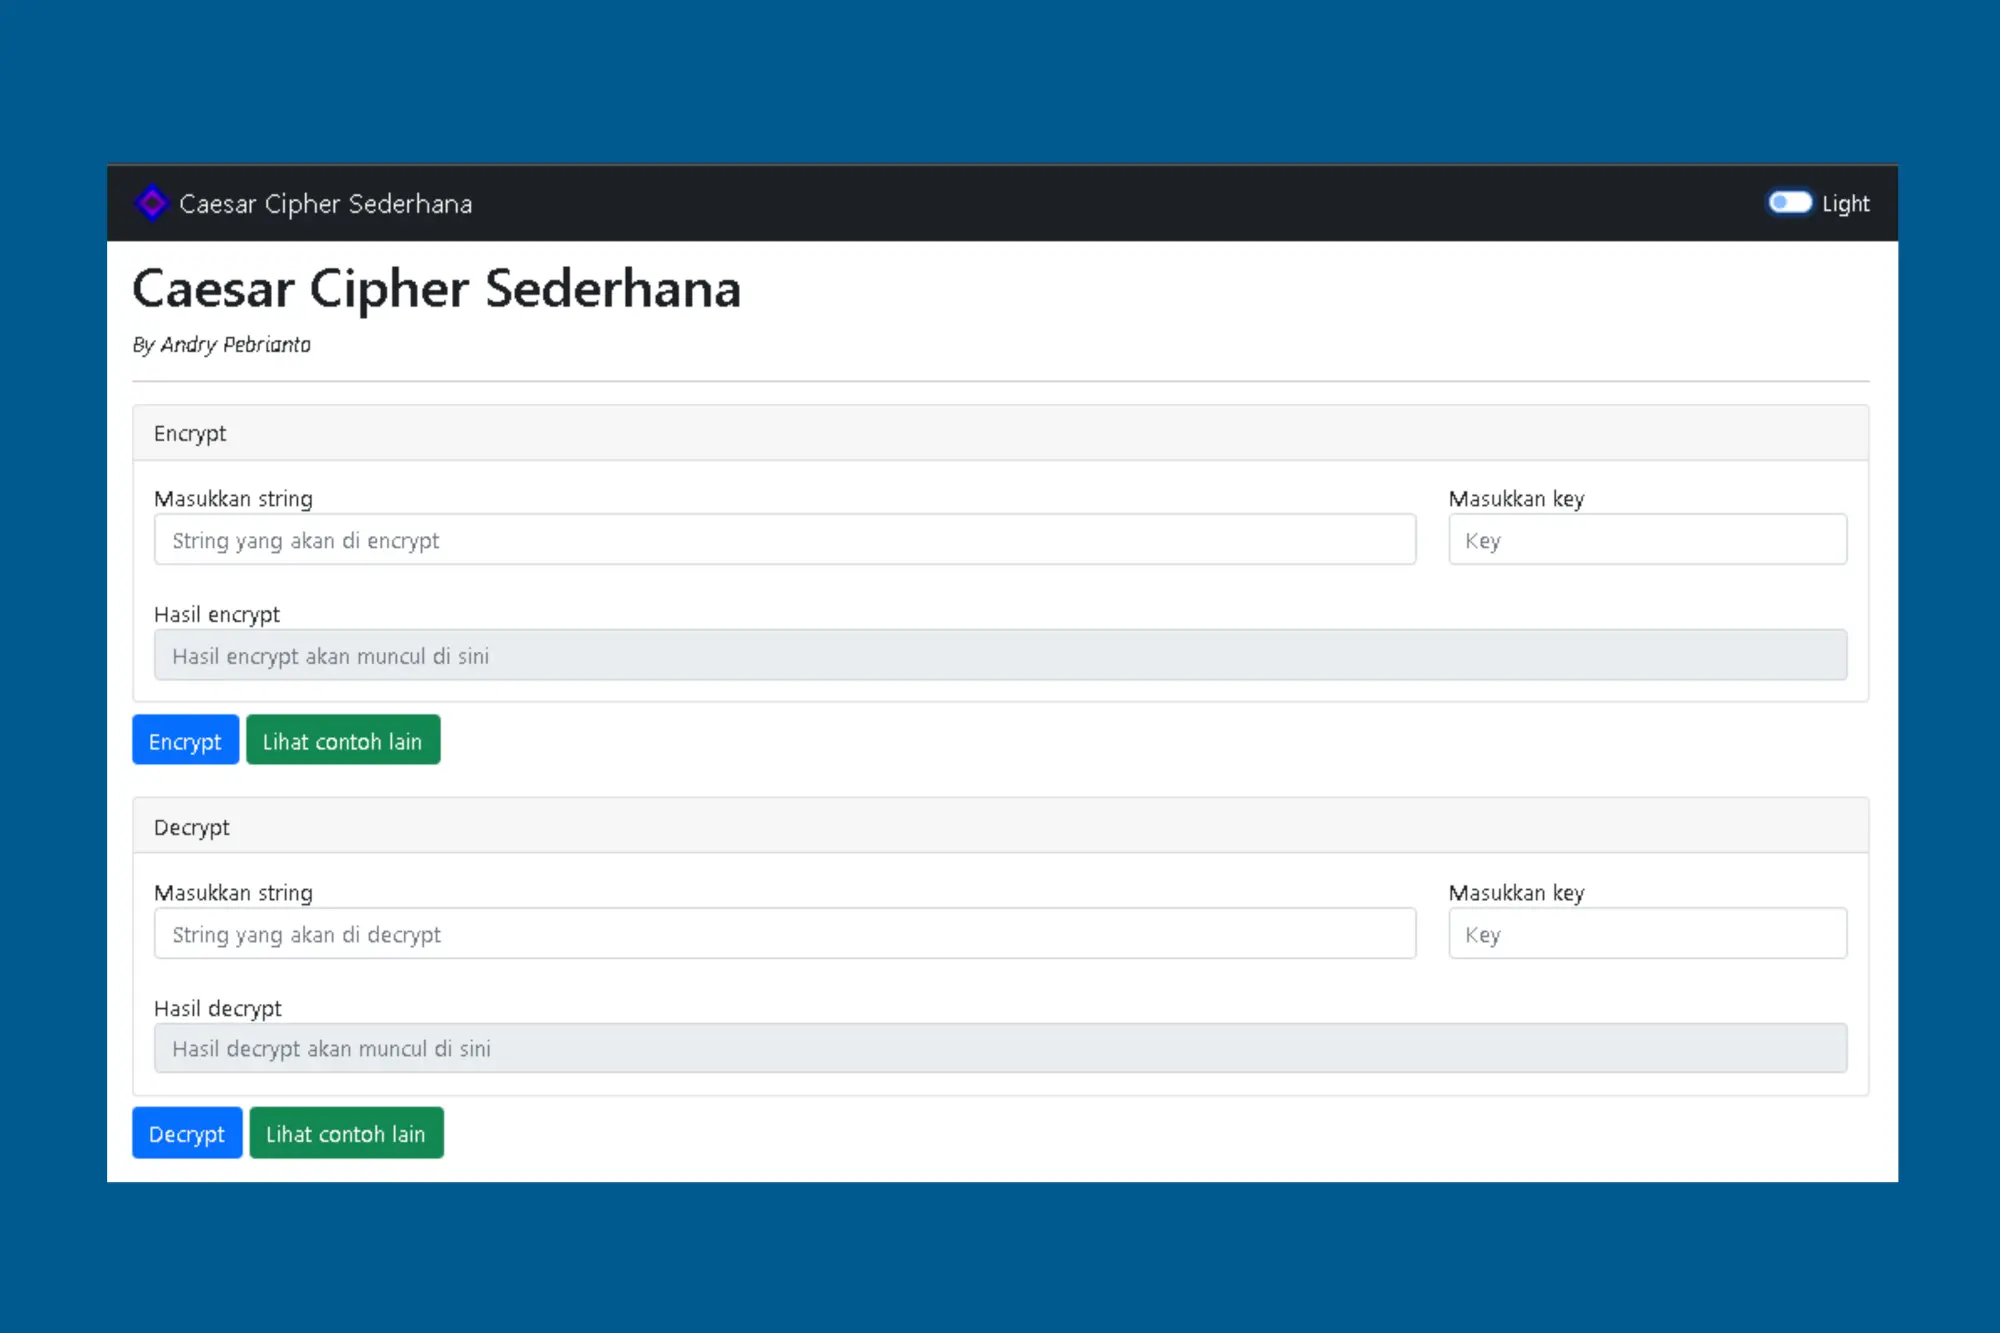 Caesar Cipher Sederhana Light
Caesar Cipher Sederhana
By Andry Pebrianto
Encrypt
Masukkan string Masukkan key
String yang akan di encrypt Key
Hasil encrypt
Hasil encrypt akan muncul di sini
Encrypt Lihat contoh lain
Decrypt
Masukkan string Masukkan key
String yang akan di decrypt Key
Hasil decrypt
Hasil decrypt akan muncul di sini
Decrypt Lihat contoh lain